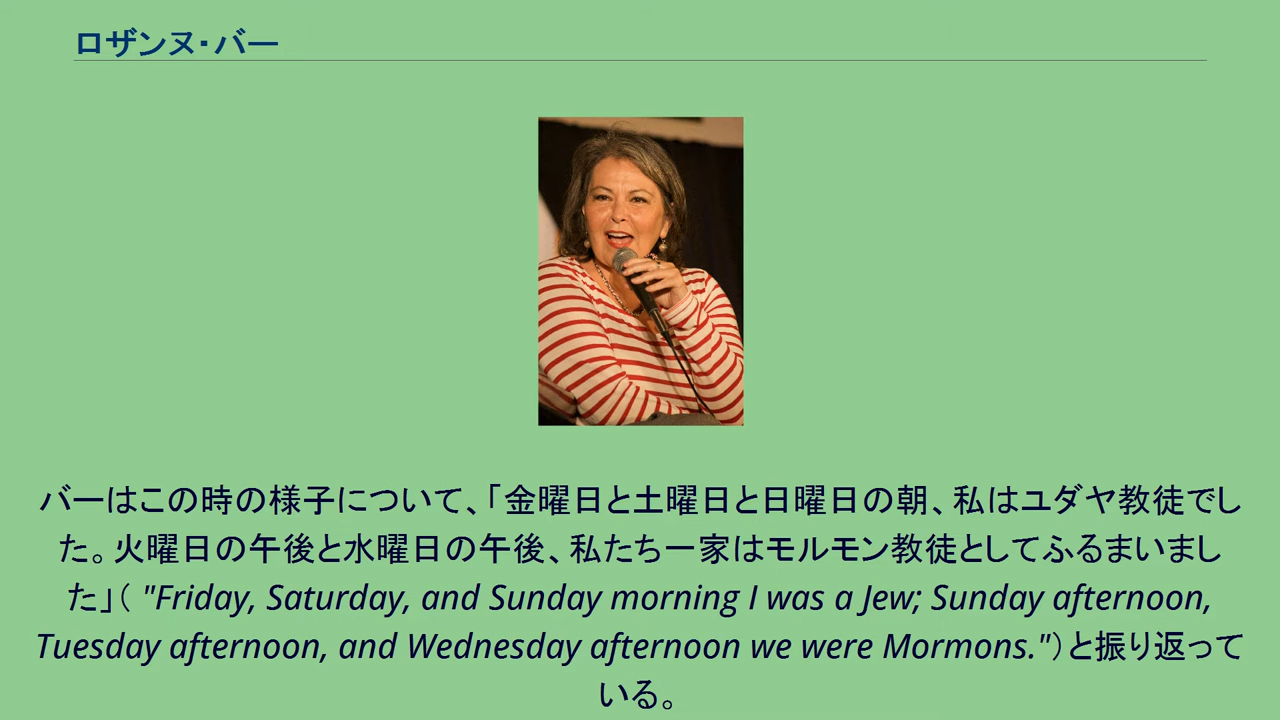 ロザンヌ・バー
バーはこの時の様子について、「金曜日と土曜日と日曜日の朝、私はユダヤ教徒でし
た。火曜日の午後と水曜日の午後、私たち一家はモルモン教徒としてふるまいまし
た」（ "Friday, Saturday, and Sunday morning I was a Jew; Sunday afternoon,
Tuesday afternoon, and Wednesday afternoon we were Mormons."）と振り返って
いる。